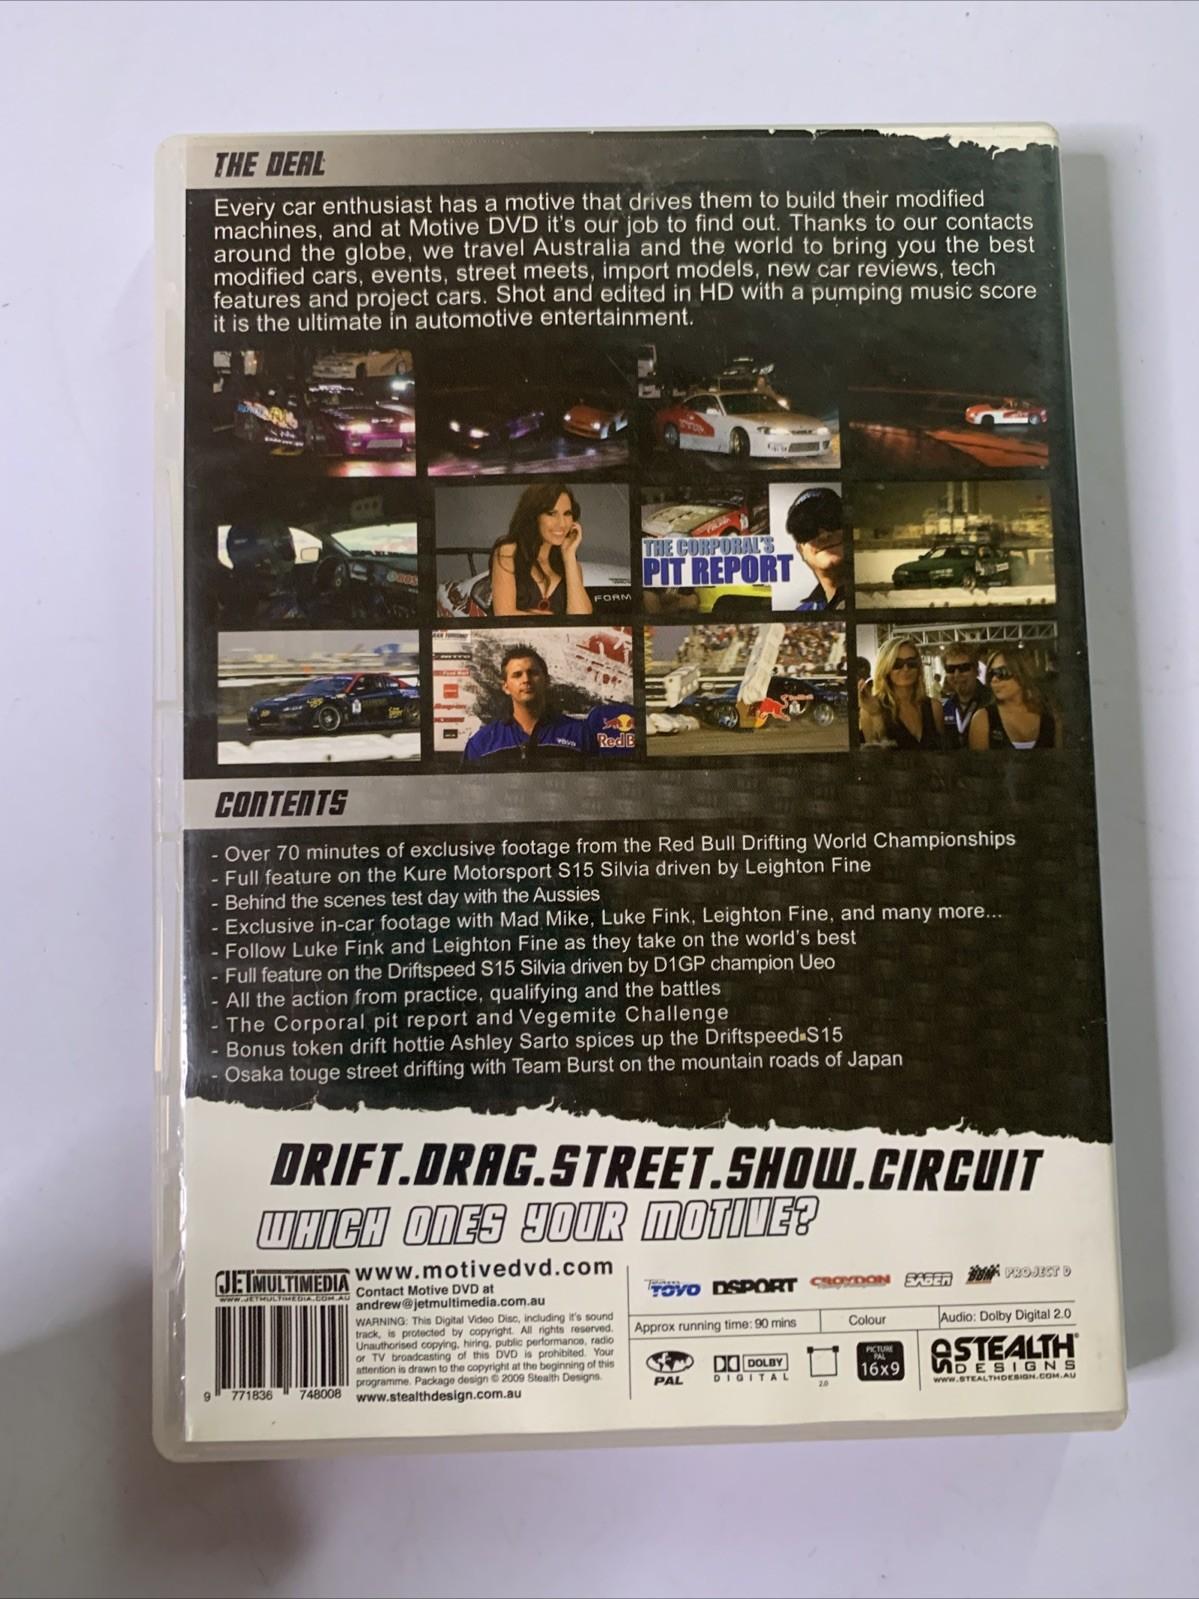 THE DEAL
Every car enthusiast has a motive that drives them to build their modified
machines, and at Motive DVD it's our job to find out. Thanks to our contacts
around the globe, we travel Australia and the world to bring you the best
modified cars, events, street meets, import models, new car reviews, tech
features and project cars. Shot and edited in HD with a pumping music score
it is the ultimate in automotive entertainment.
FORM
THE CORPORAL'S
PIT REPORT
TOYO
Red B
CONTENTS
- Over 70 minutes of exclusive footage from the Red Bull Drifting World Championships
- Full feature on the Kure Motorsport S15 Silvia driven by Leighton Fine
- Behind the scenes test day with the Aussies
- Exclusive in-car footage with Mad Mike, Luke Fink, Leighton Fine, and many more...
- Follow Luke Fink and Leighton Fine as they take on the world's best
- Full feature on the Driftspeed S15 Silvia driven by D1GP champion Ueo
- All the action from practice, qualifying and the battles
- The Corporal pit report and Vegemite Challenge
- Bonus token drift hottie Ashley Sarto spices up the Driftspeed S15
- Osaka touge street drifting with Team Burst on the mountain roads of Japan
DRIFT.DRAG.STREET.SHOW.CIRCUIT
WHICH ONES YOUR MOTIVE?
JETMULTIMEDIA
WWW.JETMULTIMEDIA.COM.AU
9 771836 748008
www.motivedvd.com
Contact Motive DVD at
andrew@jetmultimedia.com.au
WARNING: This Digital Video Disc, including it's sound
track, is protected by copyright. All rights reserved.
Unauthorised copying, hiring, public performance, radio
or TV broadcasting of this DVD is prohibited. Your
attention is drawn to the copyright at the beginning of this
programme. Package design © 2009 Stealth Designs.
www.stealthdesign.com.au
TOYO DSPORT CROYDON SABER PROJECT D
Approx running time: 90 mins Colour Audio: Dolby Digital 2.0
PAL
DOLBY
DIGITAL
2.0
PICTURE
PAL
16x9
STEALTH
DESIGNS
WWW.STEALTHDESIGN.COM.AU